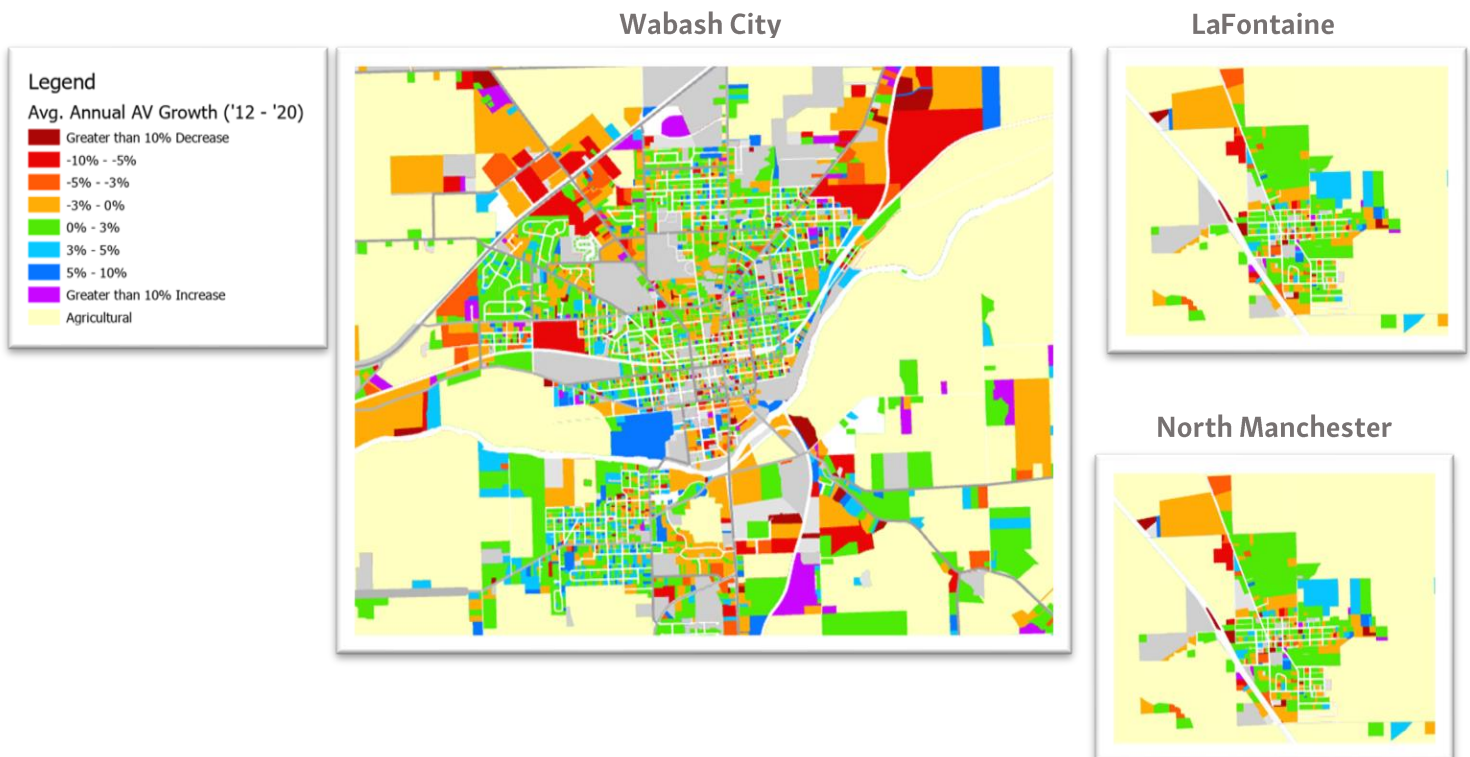 Wabash City
LaFontaine
Legend
Avg. Annual AV Growth ('12 - '20)
Greater than 10% Decrease
-10% - -5%
-5% - -3%
-3% - 0%
0% - 3%
3% - 5%
5% - 10%
Greater than 10% Increase
Agricultural
North Manchester